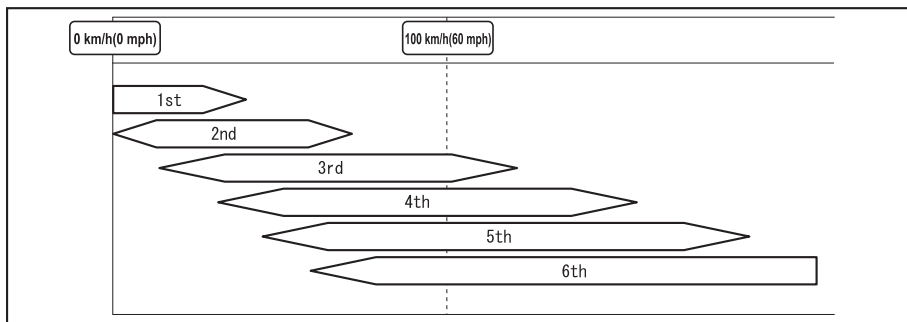 0 km/h(0 mph) 100 km/h(60 mph)
1st
2nd
3rd
4th
5th
6th